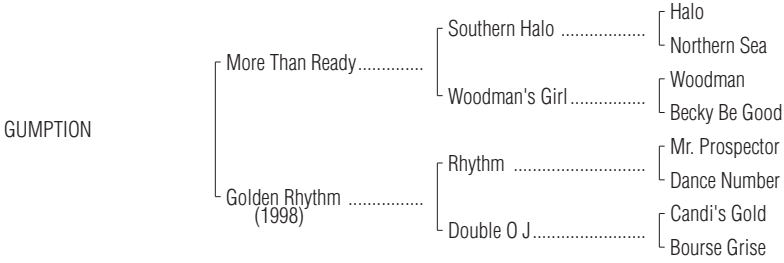 Halo
Southern Halo ....................
Northern Sea
More Than Ready...............
Woodman
Woodman's Girl.................
Becky Be Good
GUMPTION
Mr. Prospector
Rhythm ...............................
Dance Number
Golden Rhythm .................
(1998)
Candi's Gold
Double O J..........................
Bourse Grise